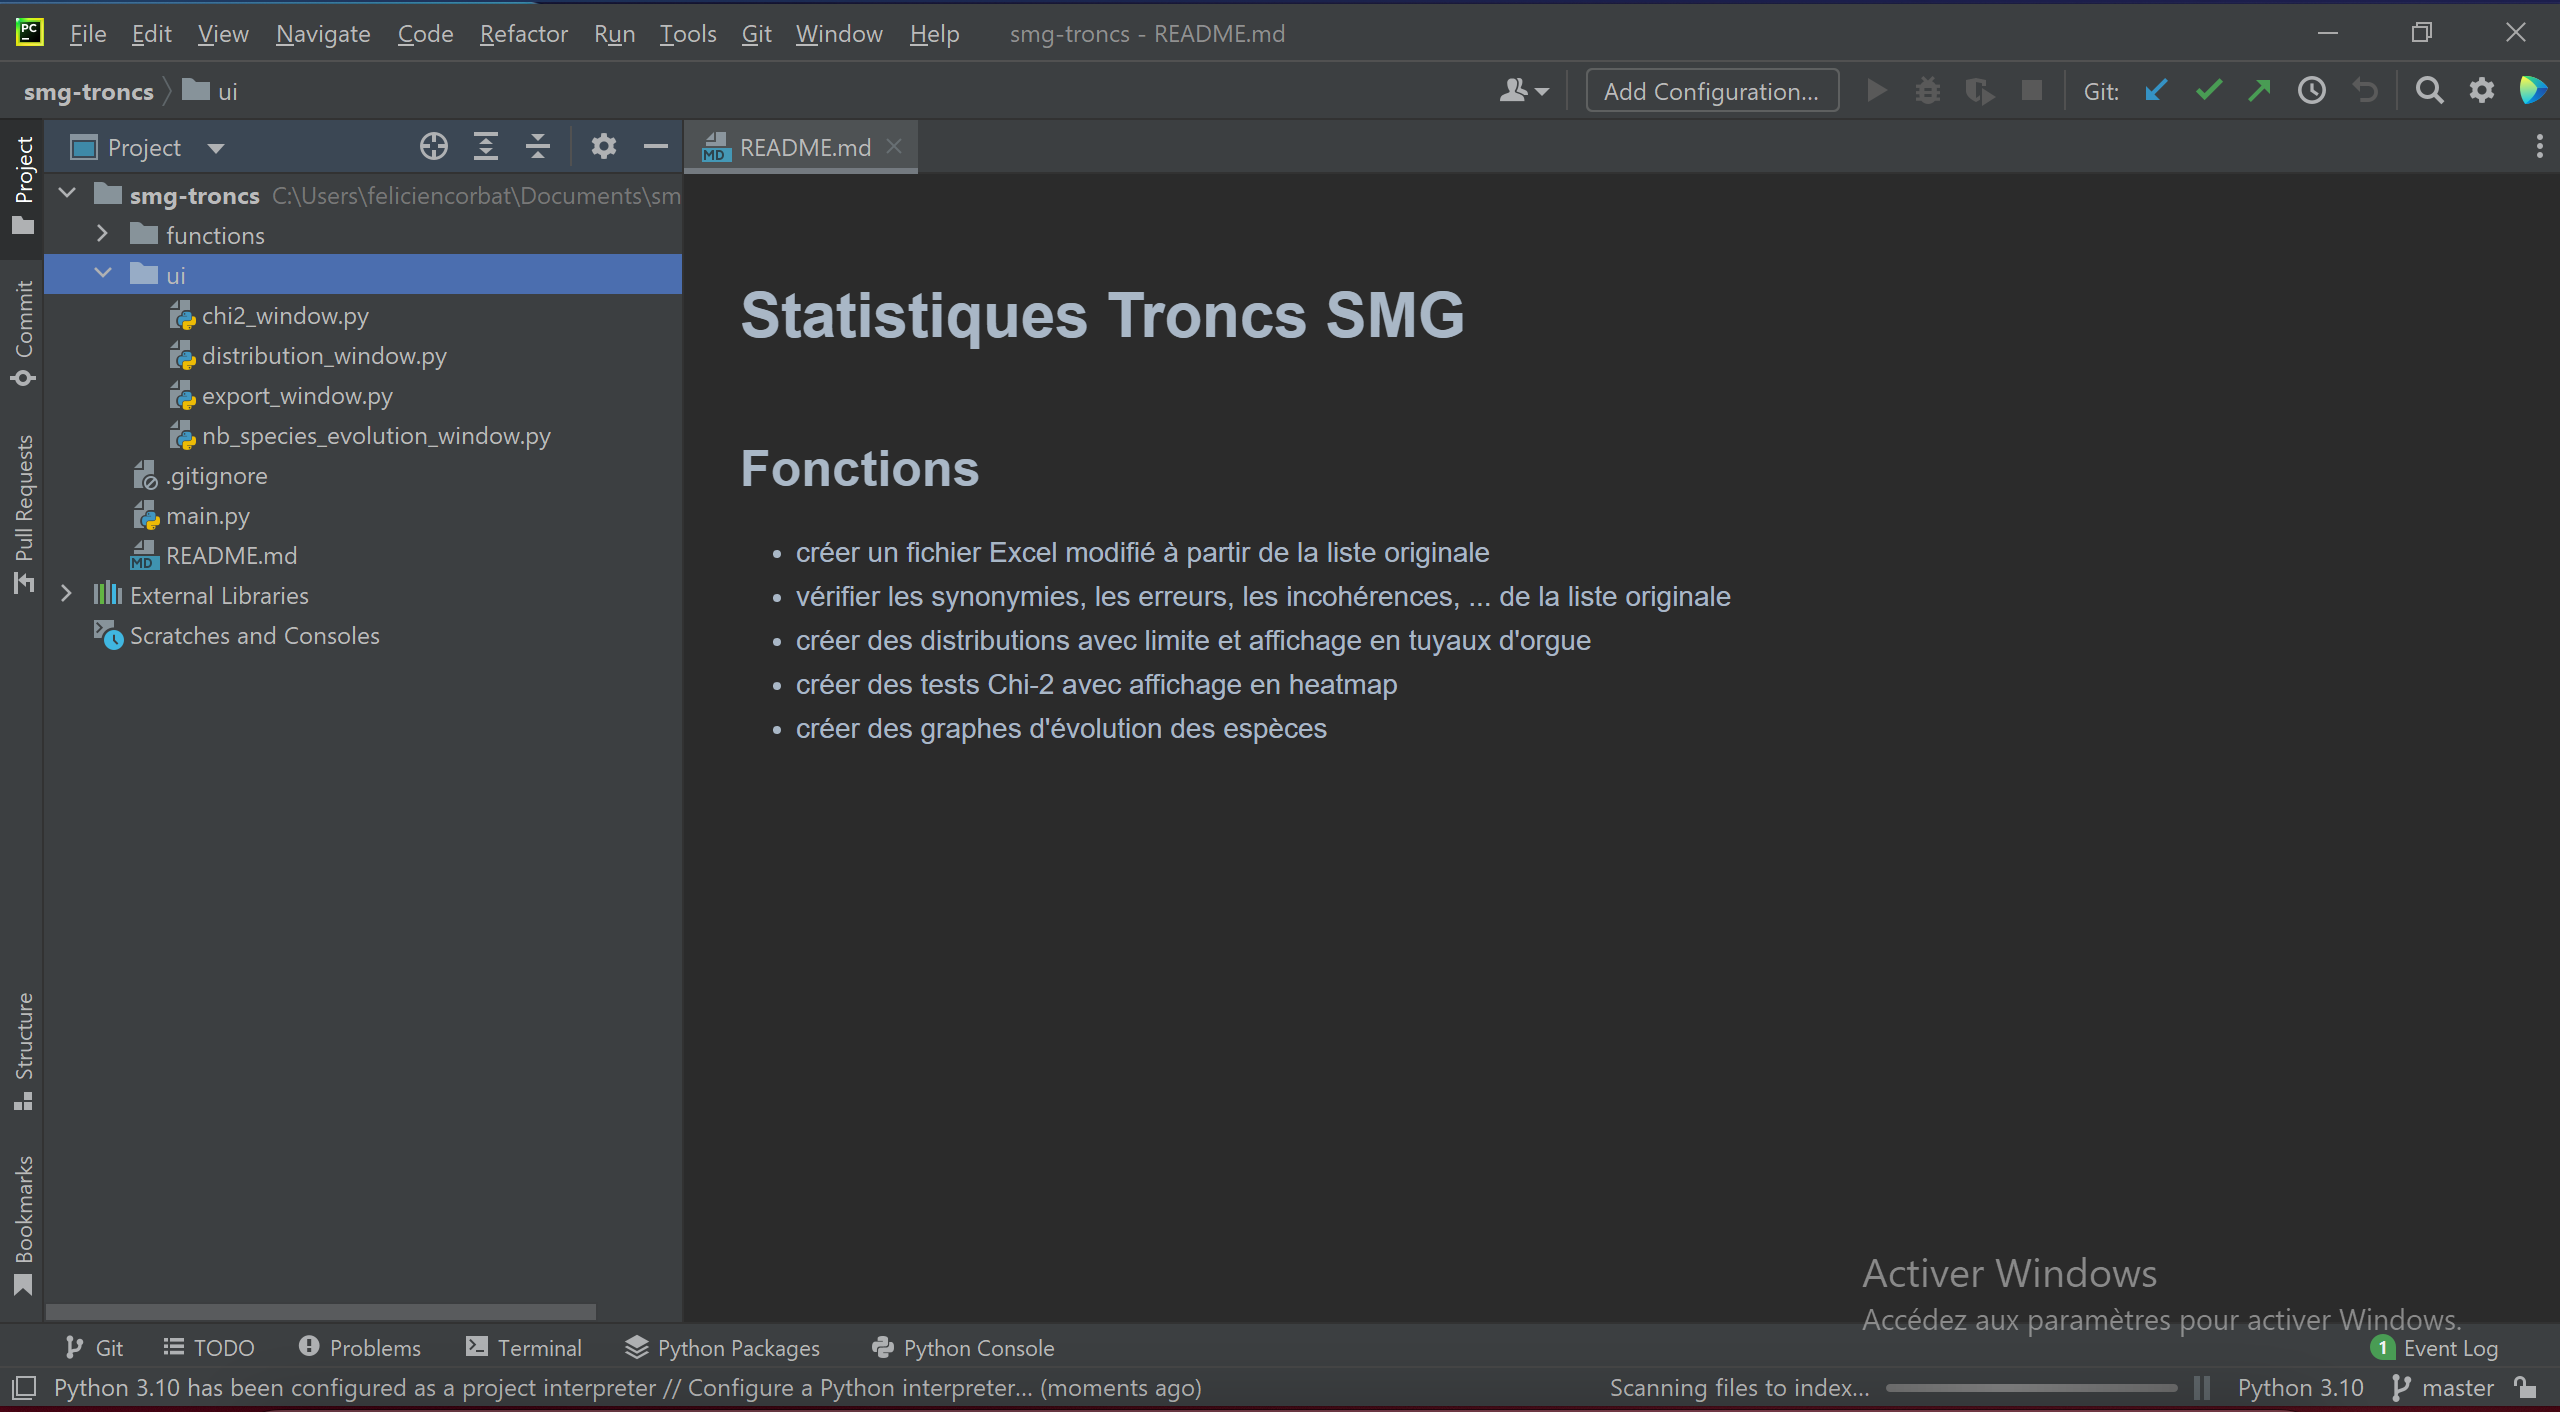 PC File Edit View Navigate Code Refactor Run Tools Git Window Help smg-troncs - README.md
smg-troncs ui Add Configuration... Git:
Project README.md
Project
Commit
Pull Requests
Structure
Bookmarks
smg-troncs C:\Users\feliciencorbat\Documents\sm
functions
ui
chi2_window.py
distribution_window.py
export_window.py
nb_species_evolution_window.py
.gitignore
main.py
README.md
External Libraries
Scratches and Consoles
Statistiques Troncs SMG
Fonctions
• créer un fichier Excel modifié à partir de la liste originale
• vérifier les synonymies, les erreurs, les incohérences, ... de la liste originale
• créer des distributions avec limite et affichage en tuyaux d'orgue
• créer des tests Chi-2 avec affichage en heatmap
• créer des graphes d'évolution des espèces
Activer Windows
Accédez aux paramètres pour activer Windows.
Git TODO Problems Terminal Python Packages Python Console 1 Event Log
Python 3.10 has been configured as a project interpreter // Configure a Python interpreter... (moments ago) Scanning files to index... Python 3.10 master